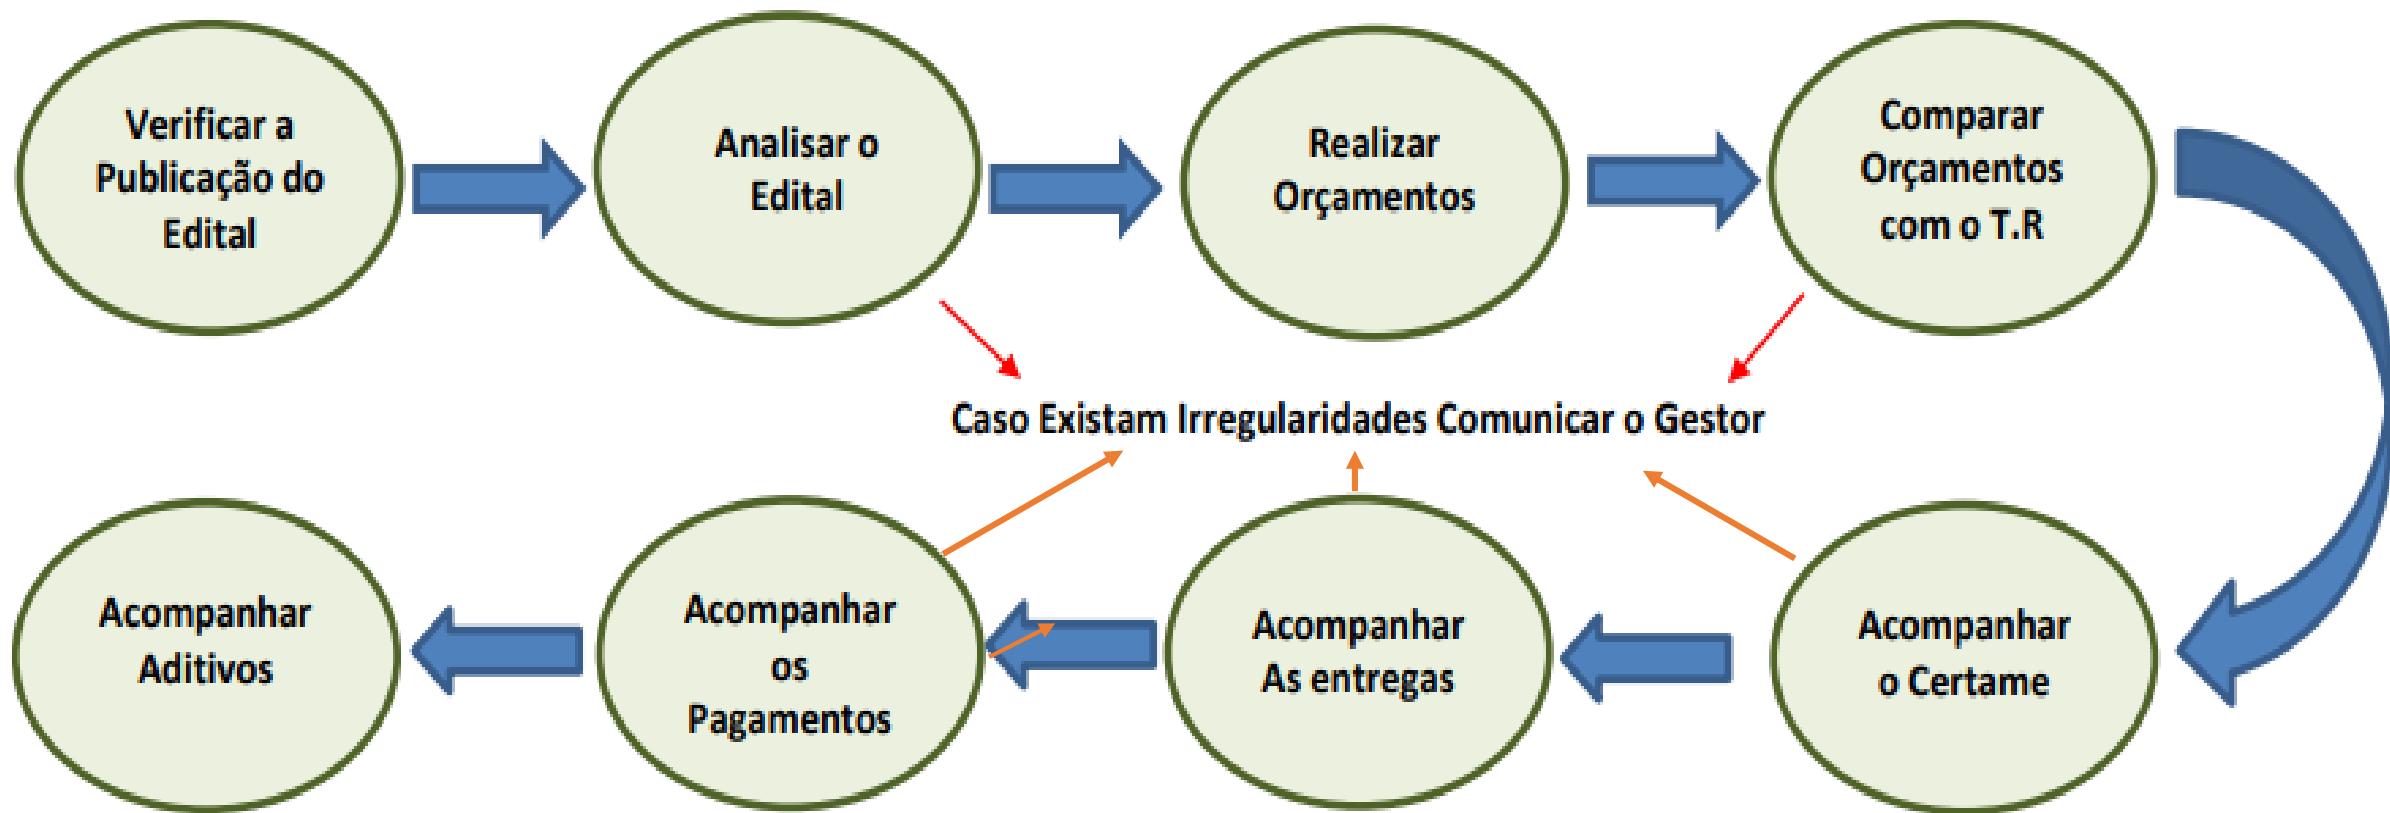 Verificar a
Publicação do
Edital
Analisar o
Edital
Realizar
Orçamentos
Comparar
Orçamentos
com o T.R
Caso Existam Irregularidades Comunicar o Gestor
Acompanhar
Aditivos
Acompanhar
os
Pagamentos
Acompanhar
As entregas
Acompanhar
o Certame